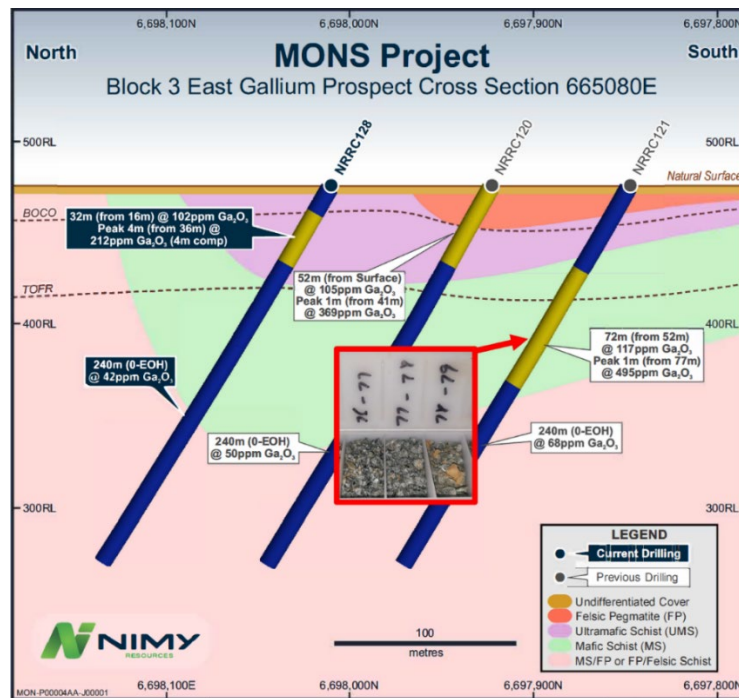 6,698,100N 6,698,000N 6,697,900N 6,697,800N
North
MONS Project
South
Block 3 East Gallium Prospect Cross Section 665080E
500RL
500RL
NRRC128
NRRC120
NRRC121
Natural Surface
BOCO
32m (from 16m) @ 102ppm Ga₂O₃
Peak 4m (from 36m) @
212ppm Ga₂O₃ (4m comp)
52m (from Surface)
@ 105ppm Ga₂O₃
Peak 1m (from 41m)
@ 369ppm Ga₂O₃
TOFR
400RL
400RL
72m (from 52m)
@ 117ppm Ga₂O₃
Peak 1m (from 77m)
@ 495ppm Ga₂O₃
240m (0-EOH)
@ 42ppm Ga₂O₃
240m (0-EOH)
@ 50ppm Ga₂O₃
240m (0-EOH)
@ 68ppm Ga₂O₃
300RL
300RL
LEGEND
Current Drilling
Previous Drilling
Undifferentiated Cover
Felsic Pegmatite (FP)
Ultramafic Schist (UMS)
Mafic Schist (MS)
MS/FP or FP/Felsic Schist
NIMY
RESOURCES
100
metres
MON-P00004AA-J00001
6,698,100N 6,698,000N 6,697,900N 6,697,800N